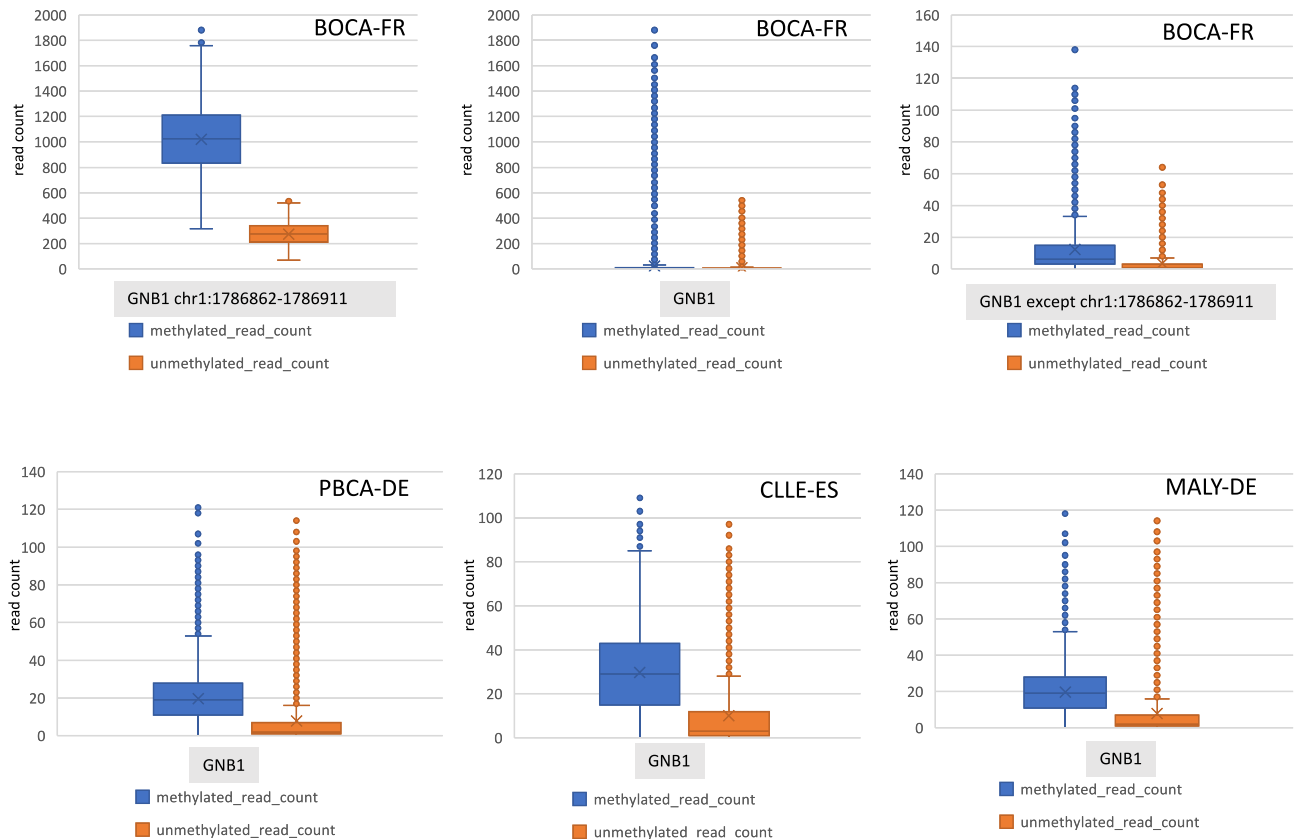 BOCA-FR
2000
1800
1600
1400
1200
1000
800
600
400
200
0
read count
GNB1 chr1:1786862-1786911
methylated_read_count
unmethylated_read_count
BOCA-FR
2000
1800
1600
1400
1200
1000
800
600
400
200
0
read count
GNB1
methylated_read_count
unmethylated_read_count
BOCA-FR
160
140
120
100
80
60
40
20
0
read count
GNB1 except chr1:1786862-1786911
methylated_read_count
unmethylated_read_count
PBCA-DE
140
120
100
80
60
40
20
0
read count
GNB1
methylated_read_count
unmethylated_read_count
CLLE-ES
120
100
80
60
40
20
0
read count
GNB1
methylated_read_count
unmethylated_read_count
MALY-DE
140
120
100
80
60
40
20
0
read count
GNB1
methylated_read_count
unmethylated_read_count